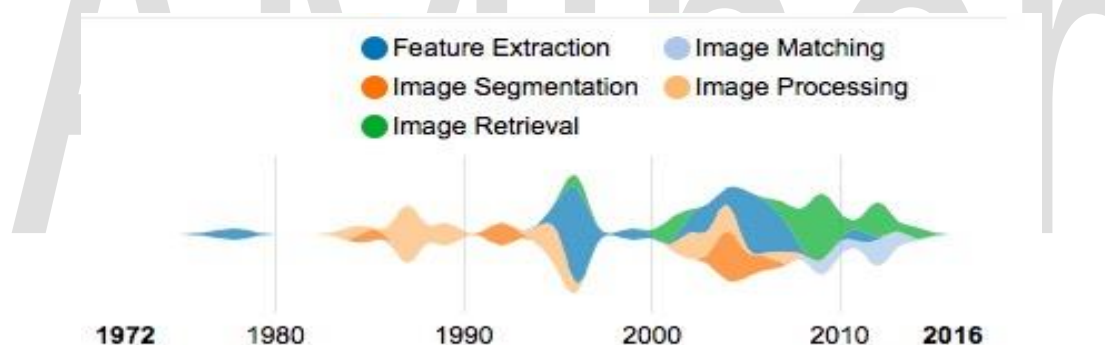 Feature Extraction Image Matching
Image Segmentation Image Processing
Image Retrieval
1972 1980 1990 2000 2010 2016